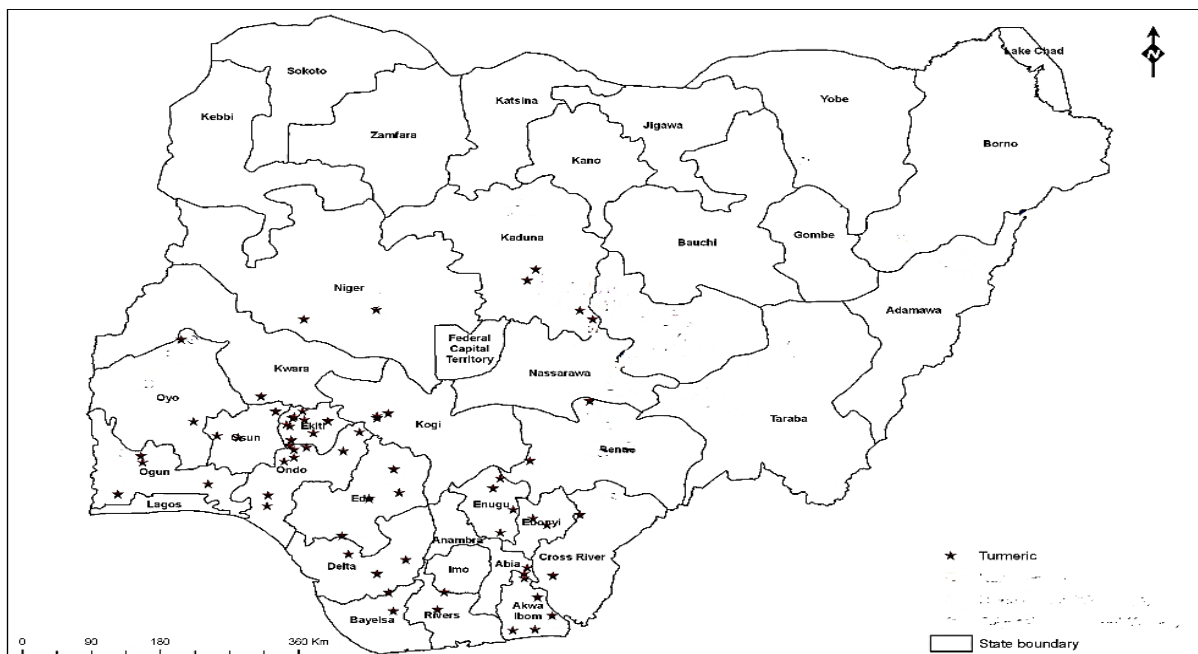 Lake Chad
N
Sokoto
Yobe
Katsina
Kebbi
Jigawa
Zamfara
Borno
Kano
Kaduna
Gombe
Bauchi
Niger
Adamawa
Federal
Capital
Territory
Kwara
Nassarawa
Oyo
Taraba
Kogi
Ekiti
Osun
Ondo
Ogun
Edo
Enugu
Lagos
Ebonyi
Anambra
Cross River
Turmeric
Abia
Delta
Imo
Akwa
Ibom
Rivers
Bayelsa
0 90 180 360 Km
State boundary